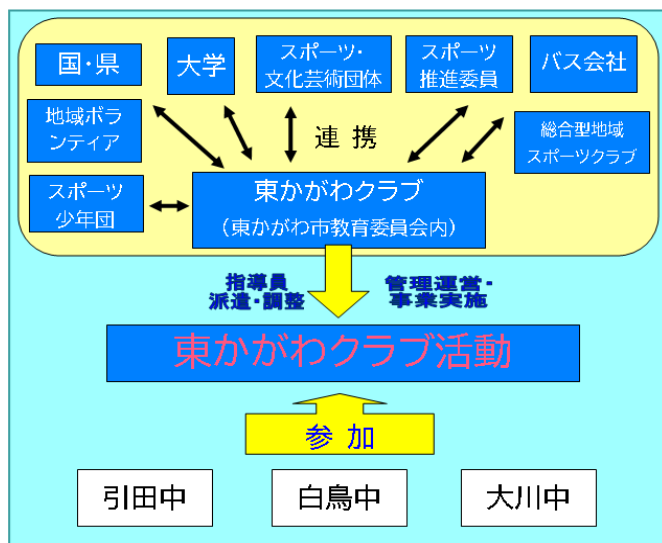 国・県
大学
スポーツ・
文化芸術団体
スポーツ
推進委員
バス会社
地域ボラ
ンティア
連 携
総合型地域
スポーツクラブ
スポーツ
少年団
東かがわクラブ
（東かがわ市教育委員会内）
指導員
派遣・調整
管理運営・
事業実施
東かがわクラブ活動
参 加
引田中
白鳥中
大川中